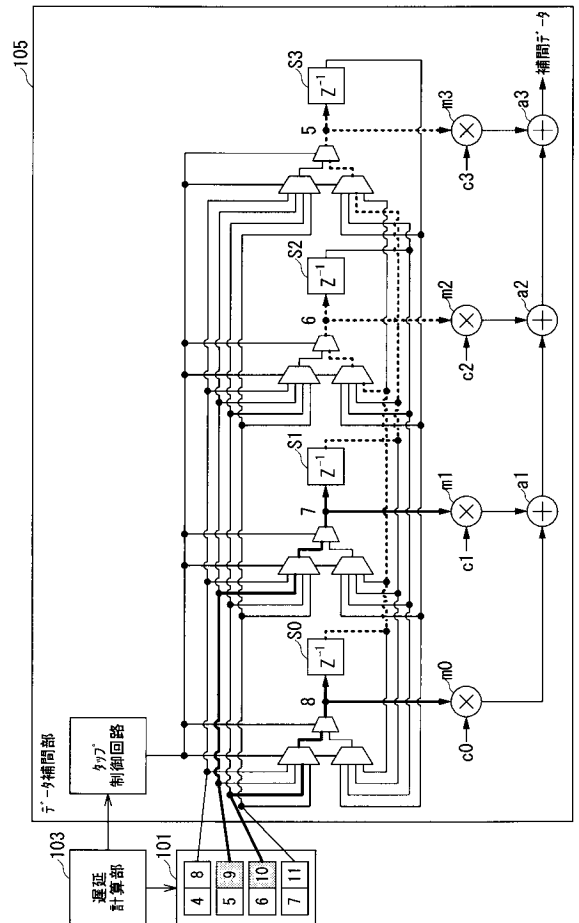 105
データ補間部
103
遅延
計算部
タップ
制御回路
101
4 8
5 9
6 10
7 11
8
S0
Z⁻¹
7
S1
Z⁻¹
6
S2
Z⁻¹
5
S3
Z⁻¹
c0
m0
c1
m1
a1
c2
m2
a2
c3
m3
a3
補間データ